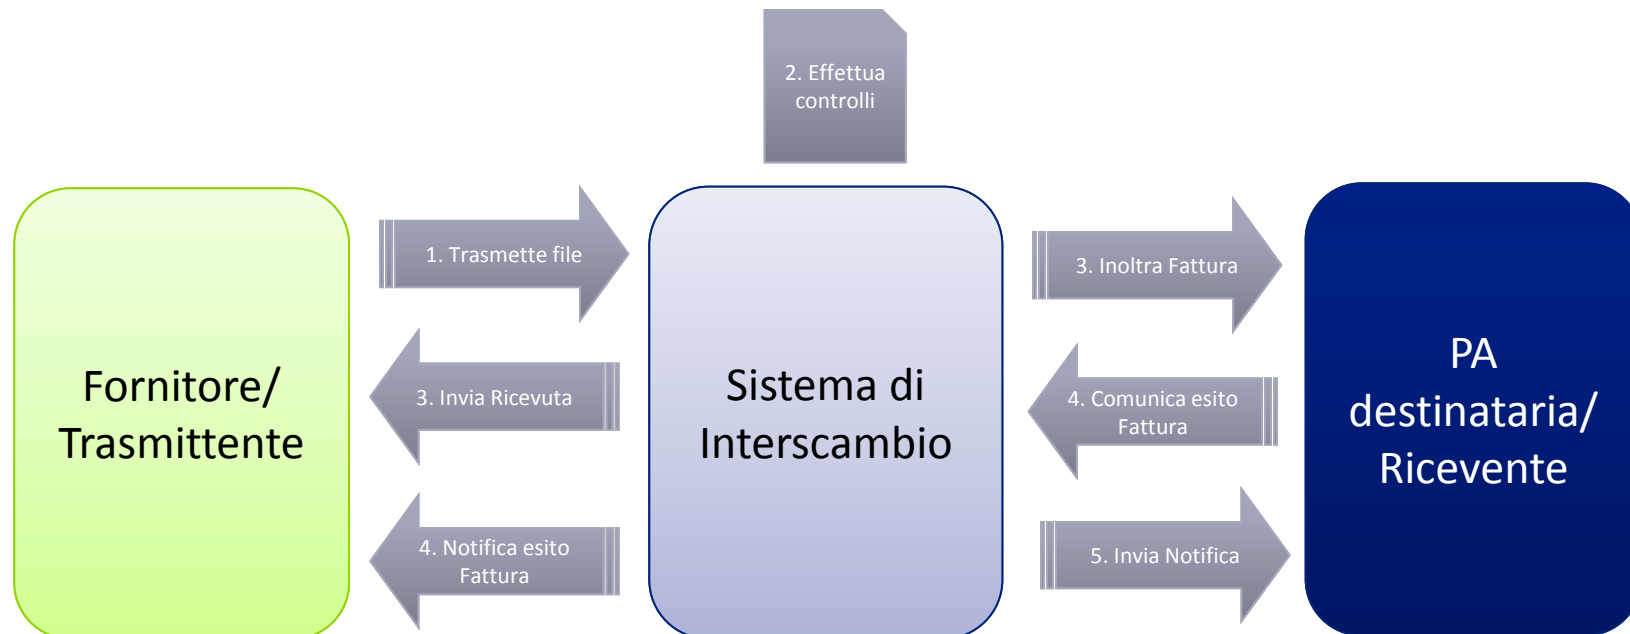 2. Effettua
controlli
1. Trasmette file
3. Inoltra Fattura
Fornitore/
Trasmittente
3. Invia Ricevuta
Sistema di
Interscambio
4. Comunica esito
Fattura
PA
destinataria/
Ricevente
4. Notifica esito
Fattura
5. Invia Notifica